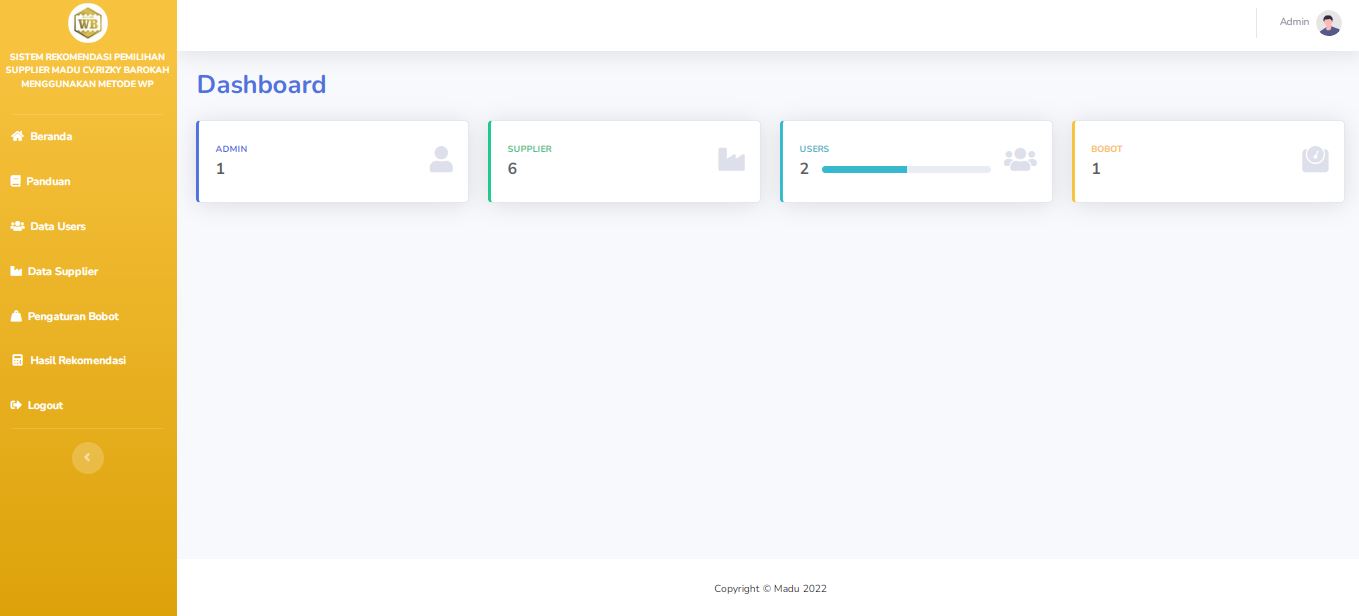 WB
SISTEM REKOMENDASI PEMILIHAN
SUPPLIER MADU CV.RIZKY BAROKAH
MENGGUNAKAN METODE WP
Beranda
Panduan
Data Users
Data Supplier
Pengaturan Bobot
Hasil Rekomendasi
Logout
Admin
Dashboard
ADMIN
1
SUPPLIER
6
USERS
2
BOBOT
1
Copyright © Madu 2022